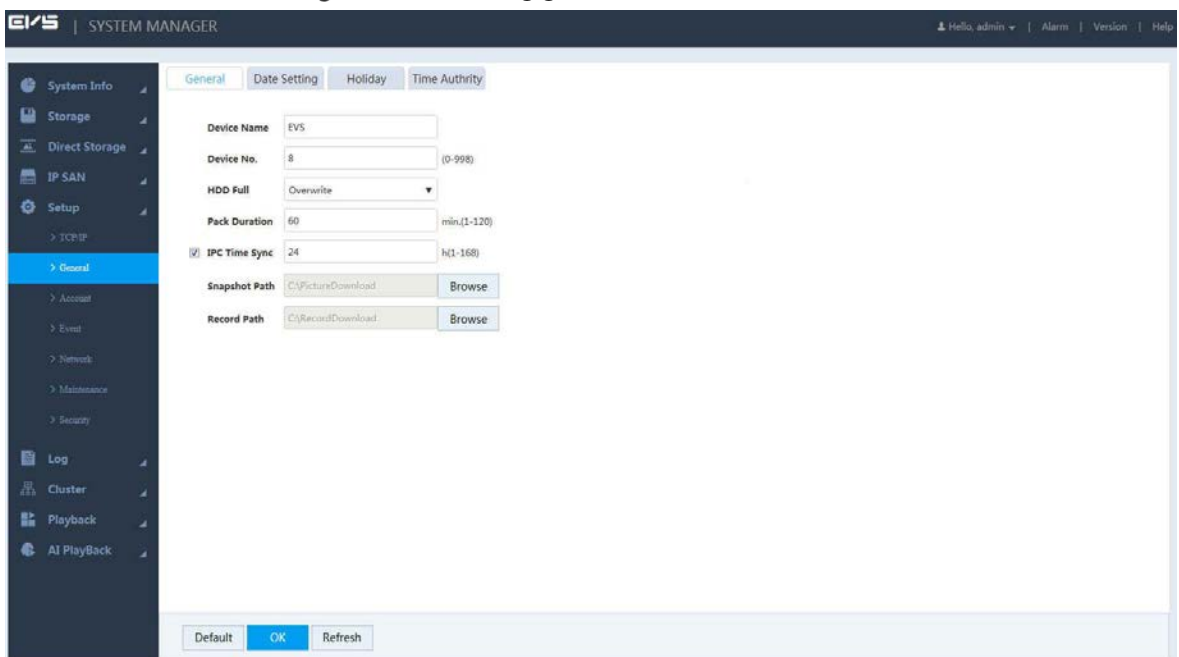 EVS | SYSTEM MANAGER
Hello, admin | Alarm | Version | Help
System Info
Storage
Direct Storage
IP SAN
Setup
> TCP/IP
> General
> Account
> Event
> Network
> Maintenance
> Security
Log
Cluster
Playback
AI PlayBack
General Date Setting Holiday Time Authrity
Device Name EVS
Device No. 8 (0-998)
HDD Full Overwrite
Pack Duration 60 min.(1-120)
IPC Time Sync 24 h(1-168)
Snapshot Path C:\PictureDownload Browse
Record Path C:\RecordDownload Browse
Default OK Refresh